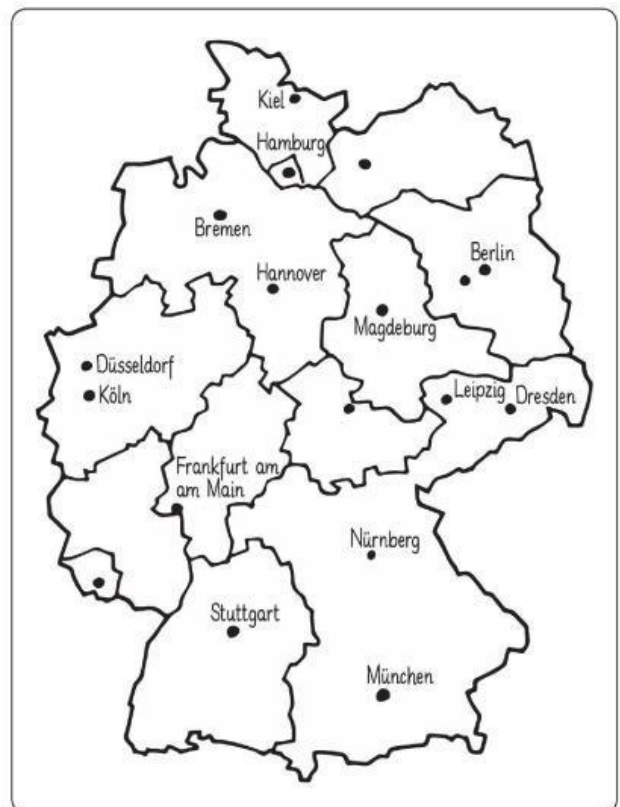 Kiel
Hamburg
Bremen
Berlin
Hannover
Magdeburg
Düsseldorf
Köln
Leipzig
Dresden
Frankfurt am
am Main
Nürnberg
Stuttgart
München